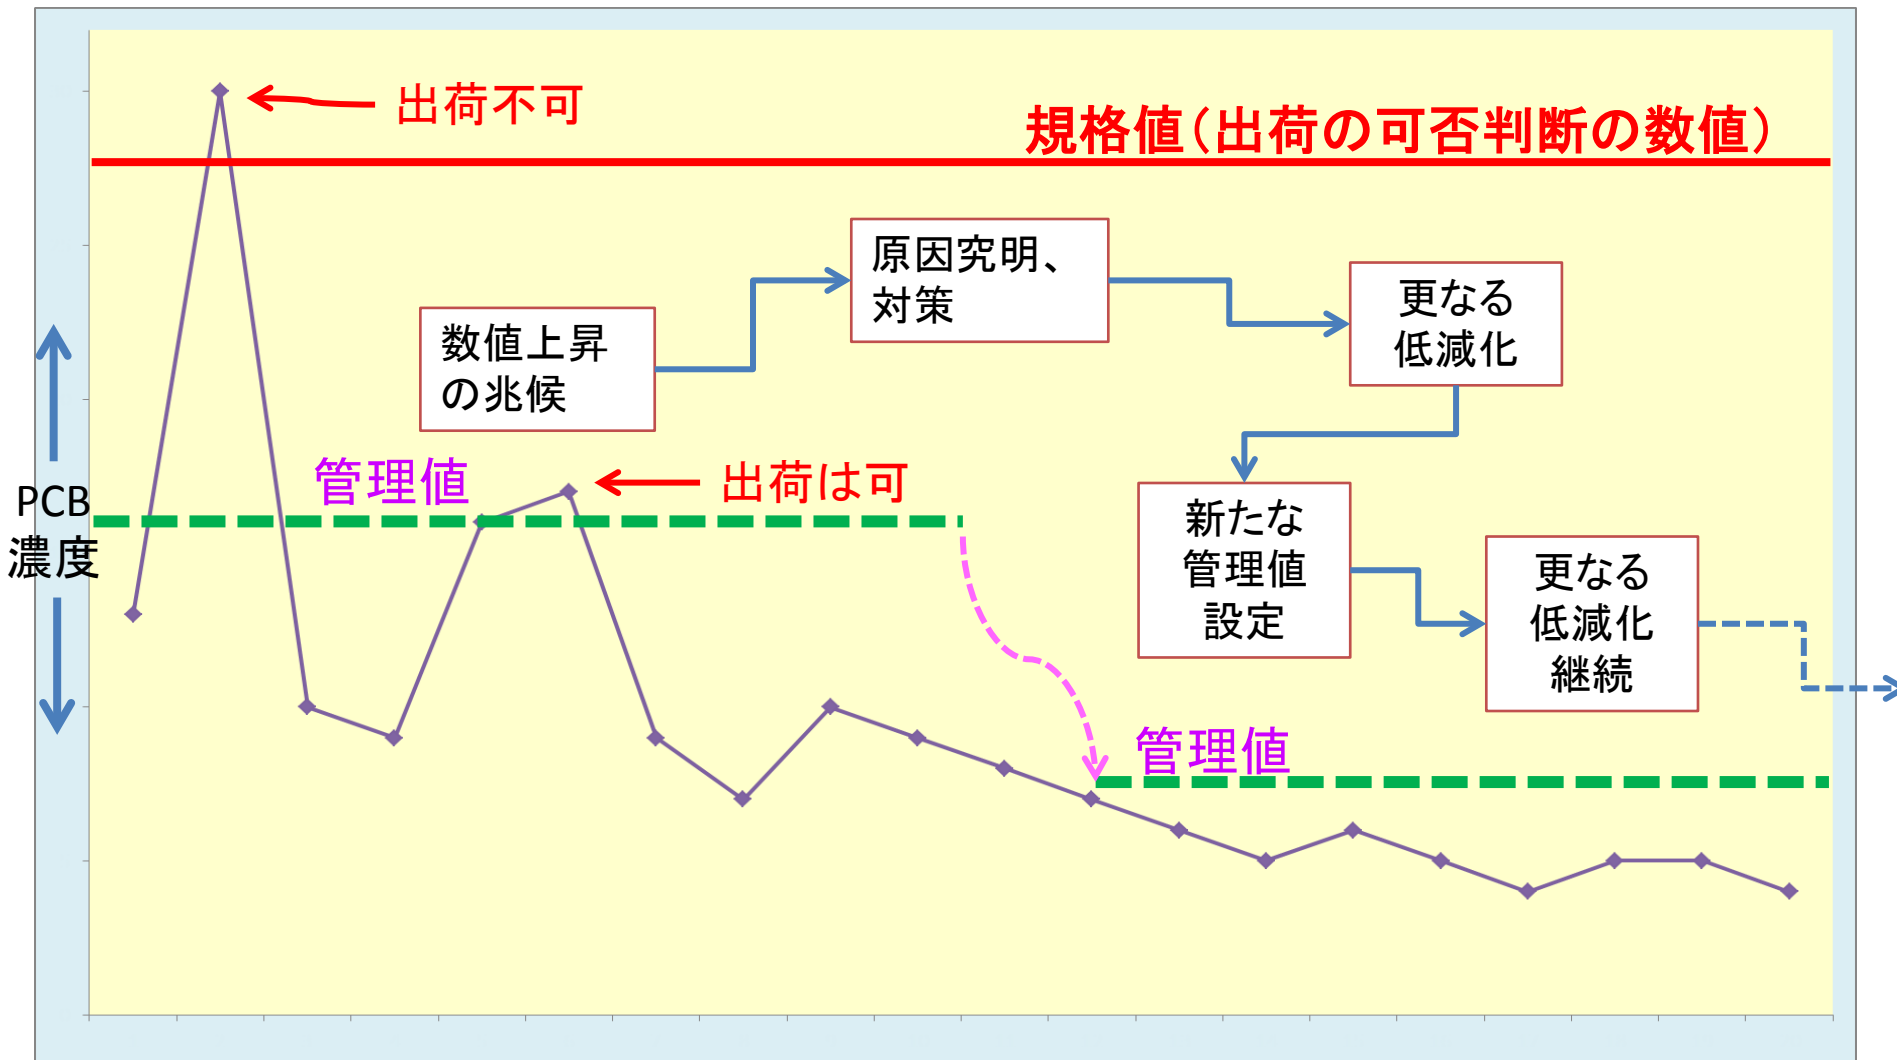 出荷不可
規格値（出荷の可否判断の数値）
原因究明、
対策
更なる
低減化
数値上昇
の兆候
管理値
出荷は可
PCB
濃度
新たな
管理値
設定
更なる
低減化
継続
管理値